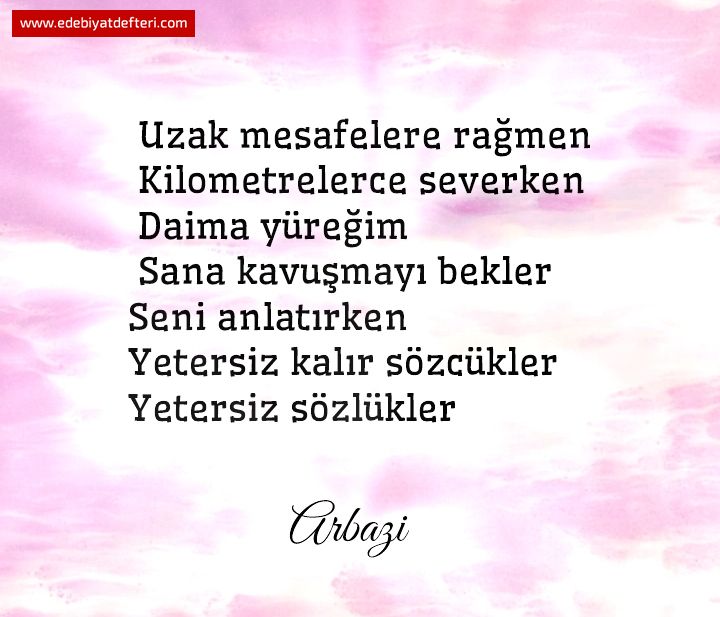 www.edebiyatdefteri.com
Uzak mesafelere rağmen
Kilometrelerce severken
Daima yüreğim
Sana kavuşmayı bekler
Seni anlatırken
Yetersiz kalır sözcükler
Yetersiz sözlükler
Arbazi